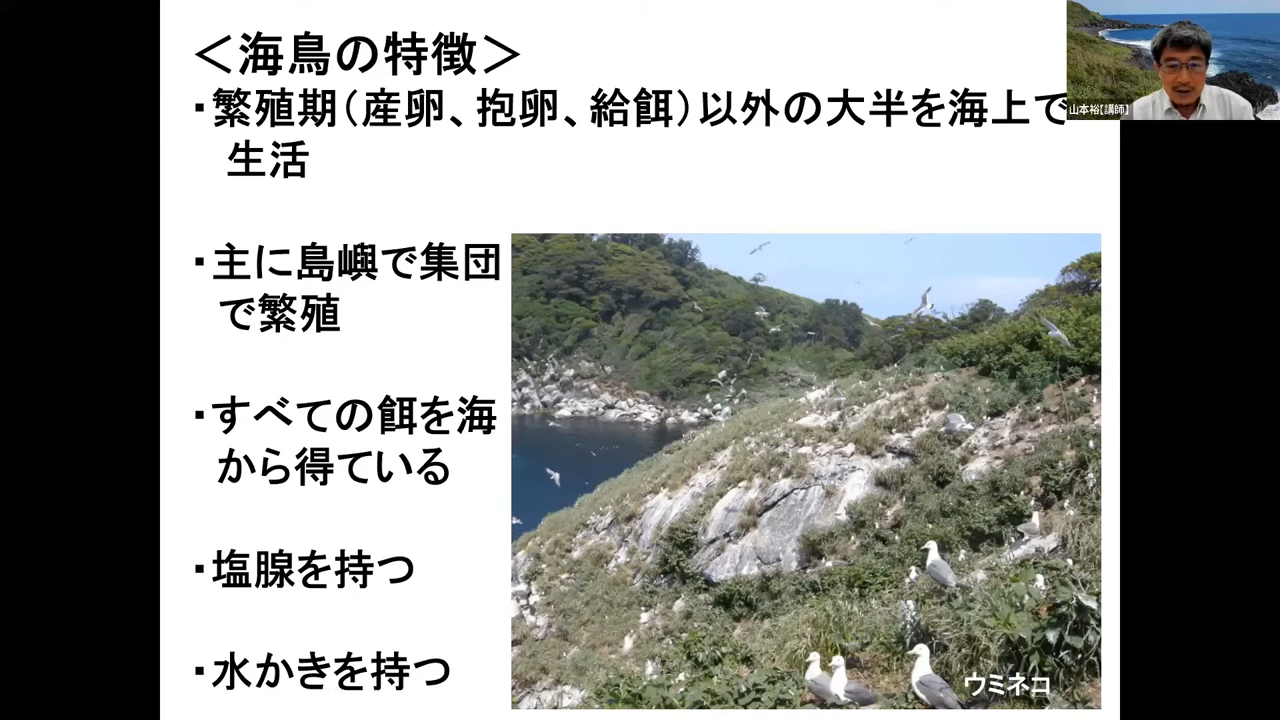 ＜海鳥の特徴＞
・繁殖期（産卵、抱卵、給餌）以外の大半を海上で
生活
・主に島嶼で集団
で繁殖
・すべての餌を海
から得ている
・塩腺を持つ
・水かきを持つ
ウミネコ
山本裕【講師】